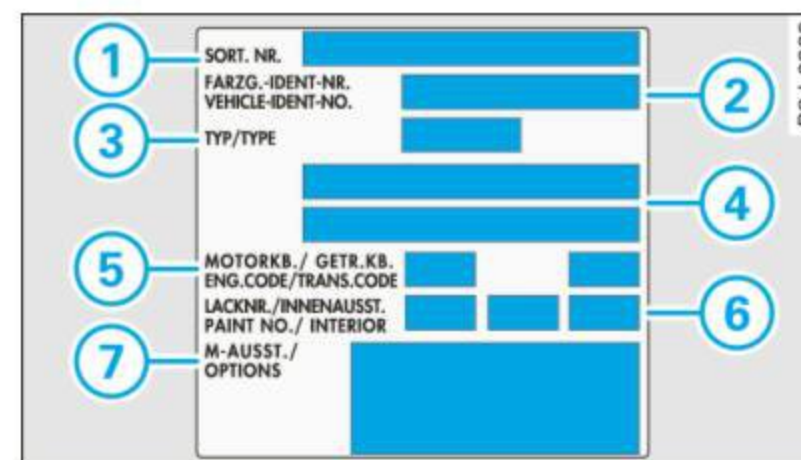 1
SORT. NR.
FARZG.-IDENT-NR.
VEHICLE-IDENT-NO.
2
3
TYP/TYPE
4
5
MOTORKB./ GETR.KB.
ENG.CODE/TRANS.CODE
LACKNR./INNENAUSST.
PAINT NO./ INTERIOR
6
7
M-AUSST./
OPTIONS